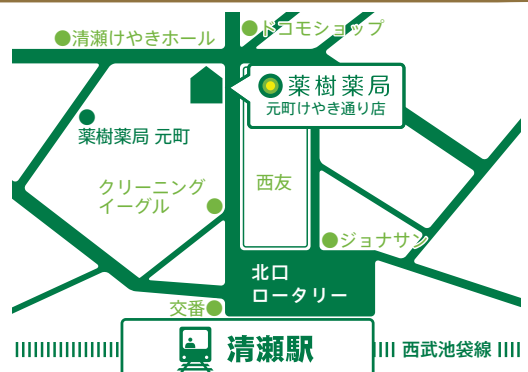 ドコモショップ
清瀬けやきホール
薬樹薬局
元町けやき通り店
薬樹薬局 元町
クリーニング
イーグル
西友
ジョナサン
北口
ロータリー
交番
清瀬駅
西武池袋線